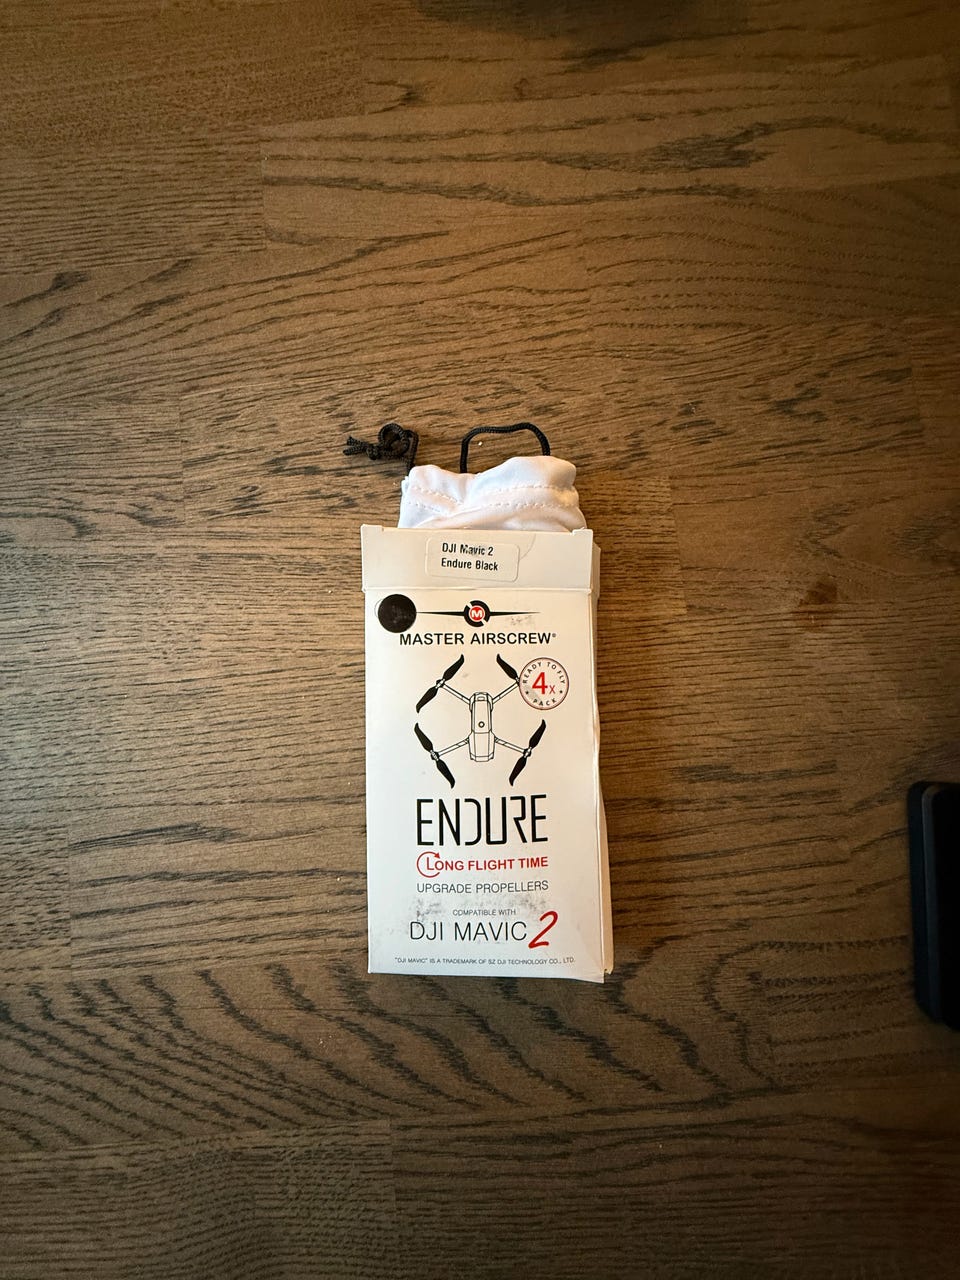 DJI Mavic 2
Endure Black
M
MASTER AIRSCREW®
READY TO FLY
4x
PACK
ENDURE
LONG FLIGHT TIME
UPGRADE PROPELLERS
COMPATIBLE WITH
DJI MAVIC 2
"DJI MAVIC" IS A TRADEMARK OF SZ DJI TECHNOLOGY CO., LTD.